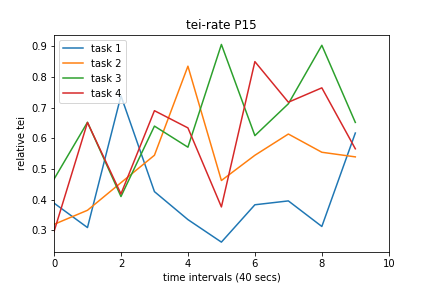 tei-rate P15
task 1
task 2
task 3
task 4
relative tei
0.9
0.8
0.7
0.6
0.5
0.4
0.3
0 2 4 6 8 10
time intervals (40 secs)